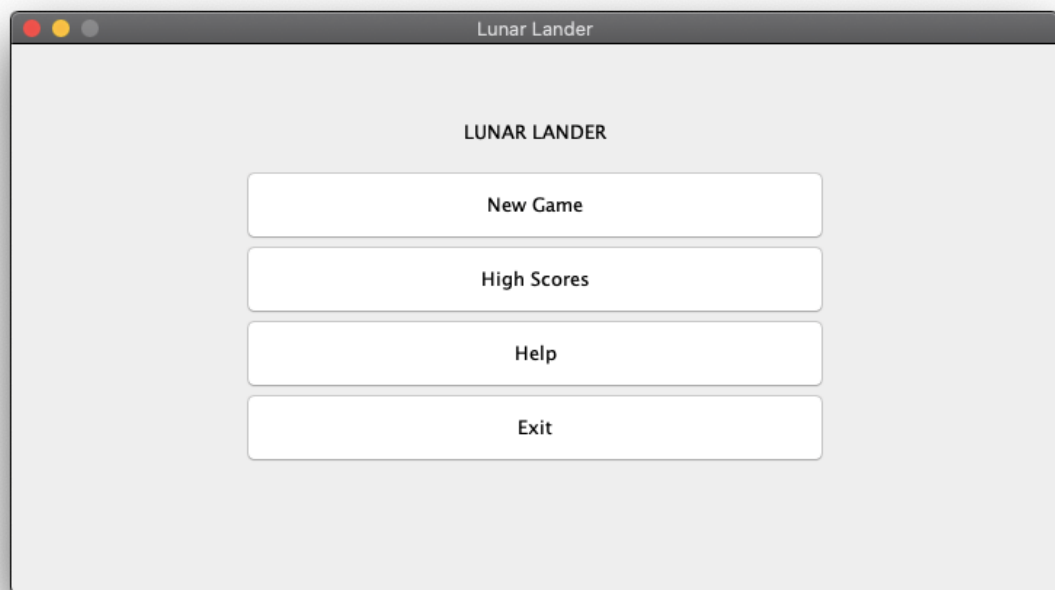 Lunar Lander
LUNAR LANDER
New Game
High Scores
Help
Exit